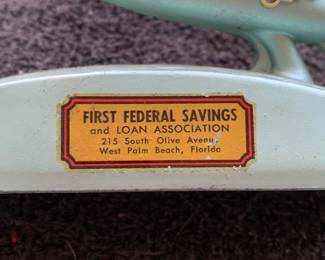 FIRST FEDERAL SAVINGS
and LOAN ASSOCIATION
215 South Olive Avenue
West Palm Beach, Florida